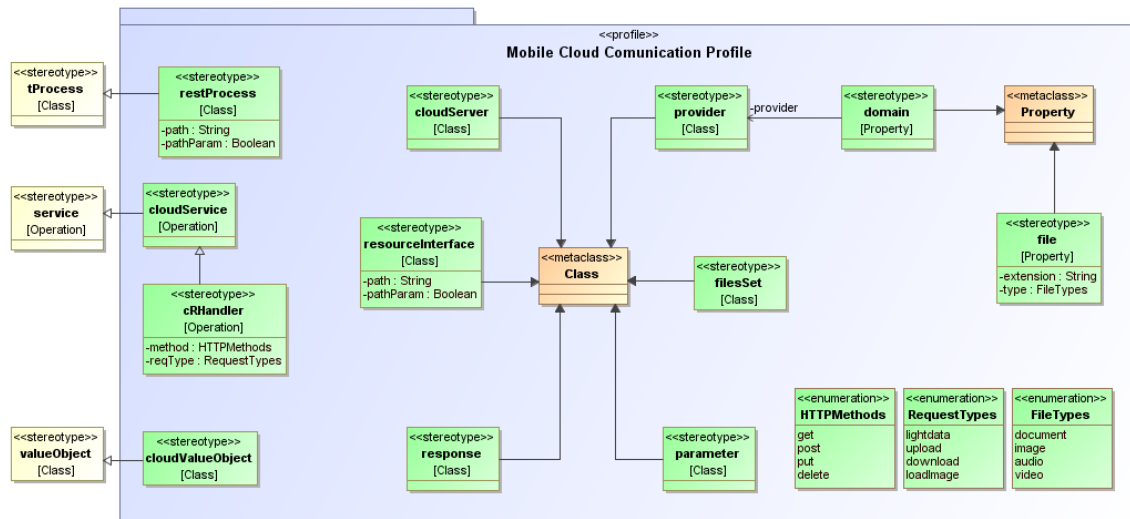 <<profile>>
Mobile Cloud Comunication Profile
<<stereotype>>
tProcess
[Class]
<<stereotype>>
restProcess
[Class]
-path : String
-pathParam : Boolean
<<stereotype>>
cloudServer
[Class]
<<stereotype>>
provider
[Class]
-provider
<<stereotype>>
domain
[Property]
<<metaclass>>
Property
<<stereotype>>
service
[Operation]
<<stereotype>>
cloudService
[Operation]
<<stereotype>>
resourceInterface
[Class]
-path : String
-pathParam : Boolean
<<metaclass>>
Class
<<stereotype>>
filesSet
[Class]
<<stereotype>>
file
[Property]
-extension : String
-type : FileTypes
<<stereotype>>
cRHandler
[Operation]
-method : HTTPMethods
-reqType : RequestTypes
<<stereotype>>
valueObject
[Class]
<<stereotype>>
cloudValueObject
[Class]
<<stereotype>>
response
[Class]
<<stereotype>>
parameter
[Class]
<<enumeration>>
HTTPMethods
get
post
put
delete
<<enumeration>>
RequestTypes
lightdata
upload
download
loadImage
<<enumeration>>
FileTypes
document
image
audio
video